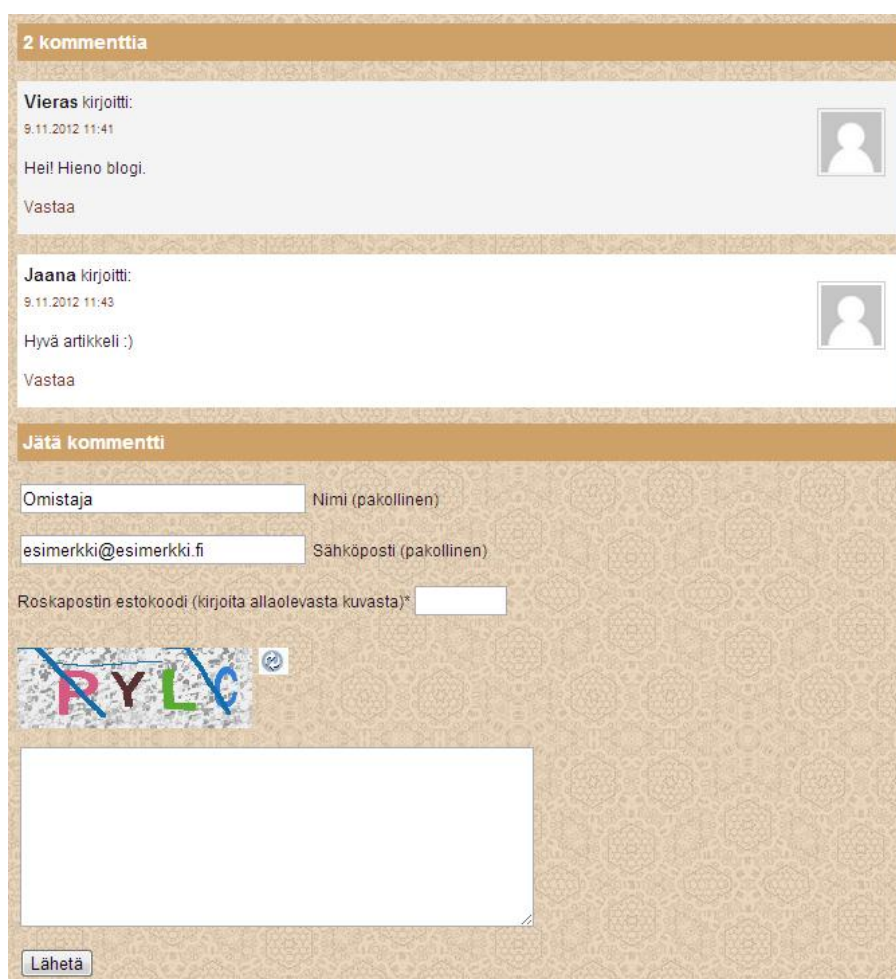 2 kommenttia
Vieras kirjoitti:
9.11.2012 11:41
Hei! Hieno blogi.
Vastaa
Jaana kirjoitti:
9.11.2012 11:43
Hyvä artikkeli :)
Vastaa
Jätä kommentti
Omistaja Nimi (pakollinen)
esimerkki@esimerkki.fi Sähköposti (pakollinen)
Roskapostin estokoodi (kirjoita allaolevasta kuvasta)*
PYLC
Lähetä